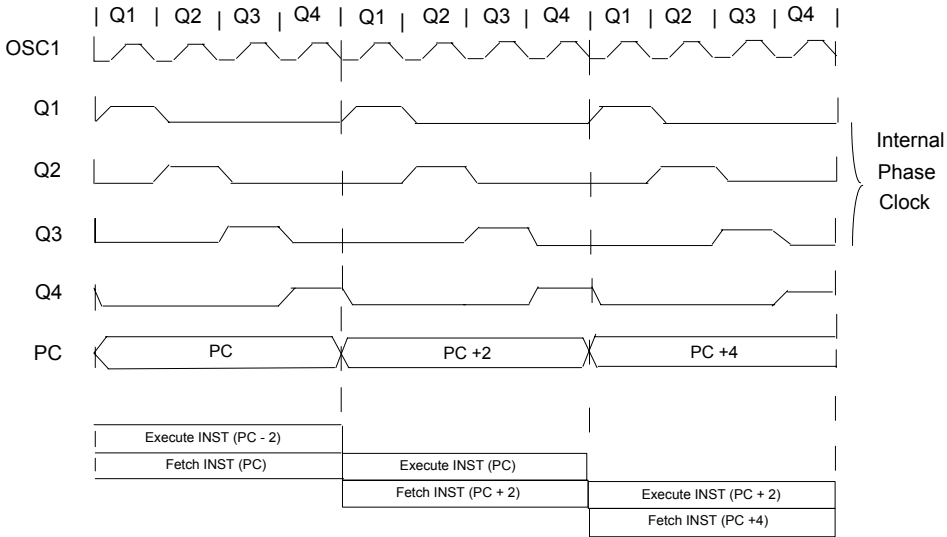 | Q1 | Q2 | Q3 | Q4 | Q1 | Q2 | Q3 | Q4 | Q1 | Q2 | Q3 | Q4 |
OSC1
Q1
Q2
Q3
Q4
PC
Internal
Phase
Clock
PC PC +2 PC +4
Execute INST (PC - 2)
Fetch INST (PC) Execute INST (PC)
Fetch INST (PC + 2) Execute INST (PC + 2)
Fetch INST (PC +4)